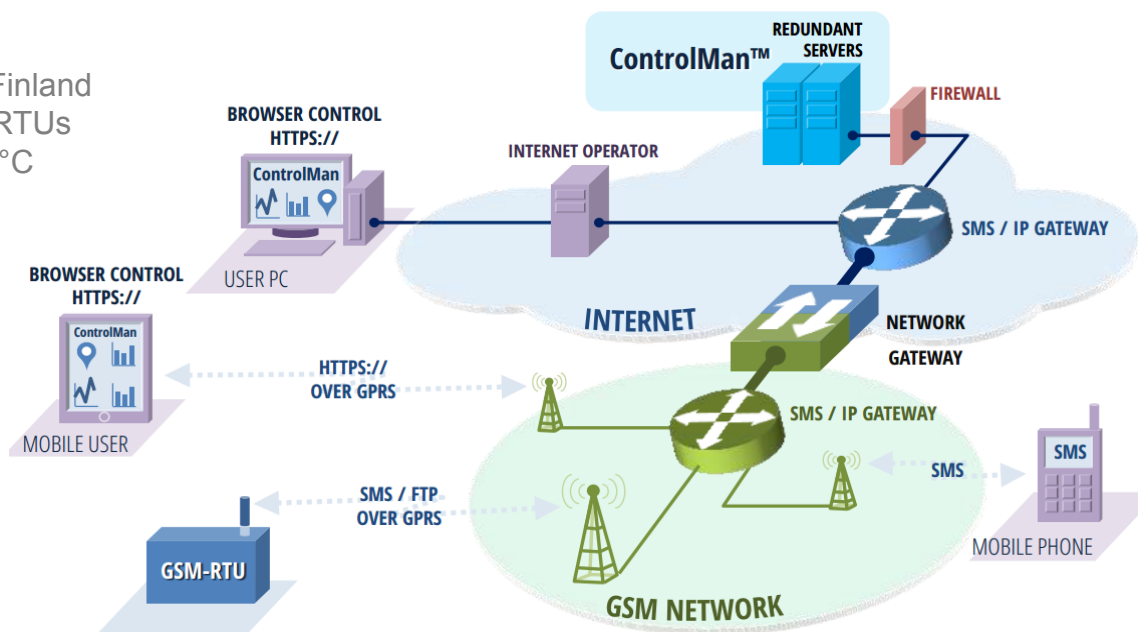 Finland
RTUs
°C
ControlMan™
REDUNDANT
SERVERS
FIREWALL
BROWSER CONTROL
HTTPS://
ControlMan
INTERNET OPERATOR
SMS / IP GATEWAY
USER PC
BROWSER CONTROL
HTTPS://
ControlMan
MOBILE USER
INTERNET
NETWORK
GATEWAY
HTTPS://
OVER GPRS
SMS / IP GATEWAY
SMS
SMS
SMS / FTP
OVER GPRS
MOBILE PHONE
GSM-RTU
GSM NETWORK